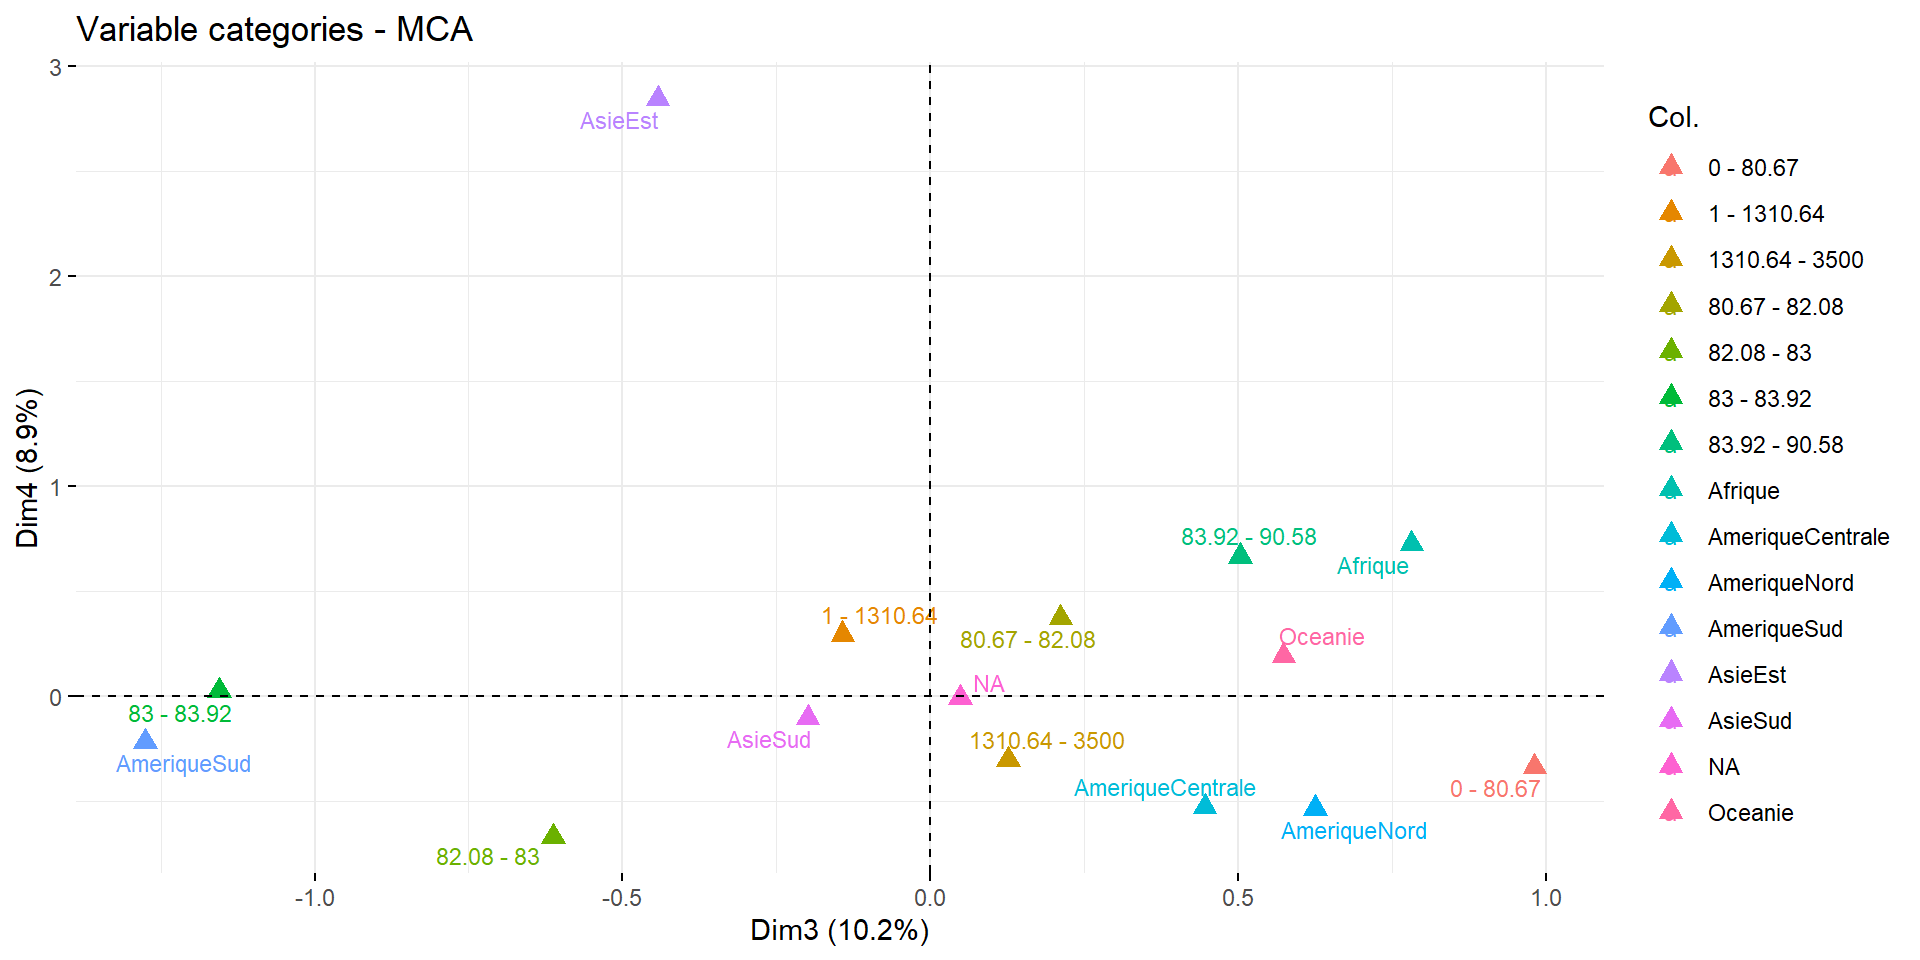 Variable categories - MCA
3
2
1
0
Dim4 (8.9%)
AsieEst
83.92 - 90.58
Afrique
1 - 1310.64
80.67 - 82.08
Oceanie
NA
83 - 83.92
AsieSud
1310.64 - 3500
AmeriqueSud
AmeriqueCentrale
0 - 80.67
AmeriqueNord
82.08 - 83
-1.0
-0.5
0.0
0.5
1.0
Dim3 (10.2%)
Col.
0 - 80.67
1 - 1310.64
1310.64 - 3500
80.67 - 82.08
82.08 - 83
83 - 83.92
83.92 - 90.58
Afrique
AmeriqueCentrale
AmeriqueNord
AmeriqueSud
AsieEst
AsieSud
NA
Oceanie